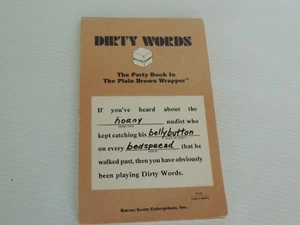 DIRTY WORDS
The Party Book In
The Plain Brown Wrapper™
If you've heard about the
horny nudist who
kept catching his bellybutton
on every bedspread that he
walked past, then you have obviously
been playing Dirty Words.
Baron/Scott Enterprises, Inc.